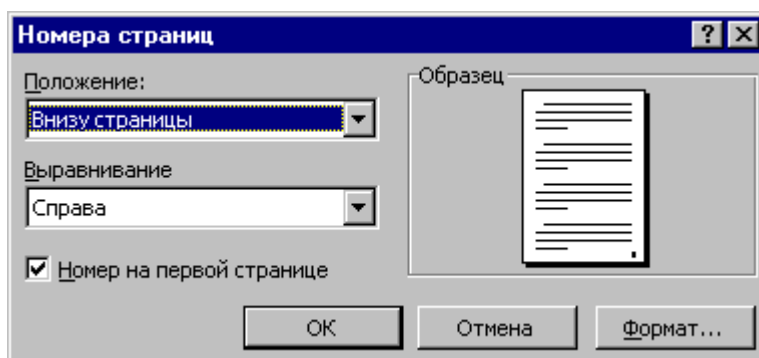 Номера страниц
Положение:
Внизу страницы
Выравнивание
Справа
Номер на первой странице
Образец
ОК
Отмена
Формат...